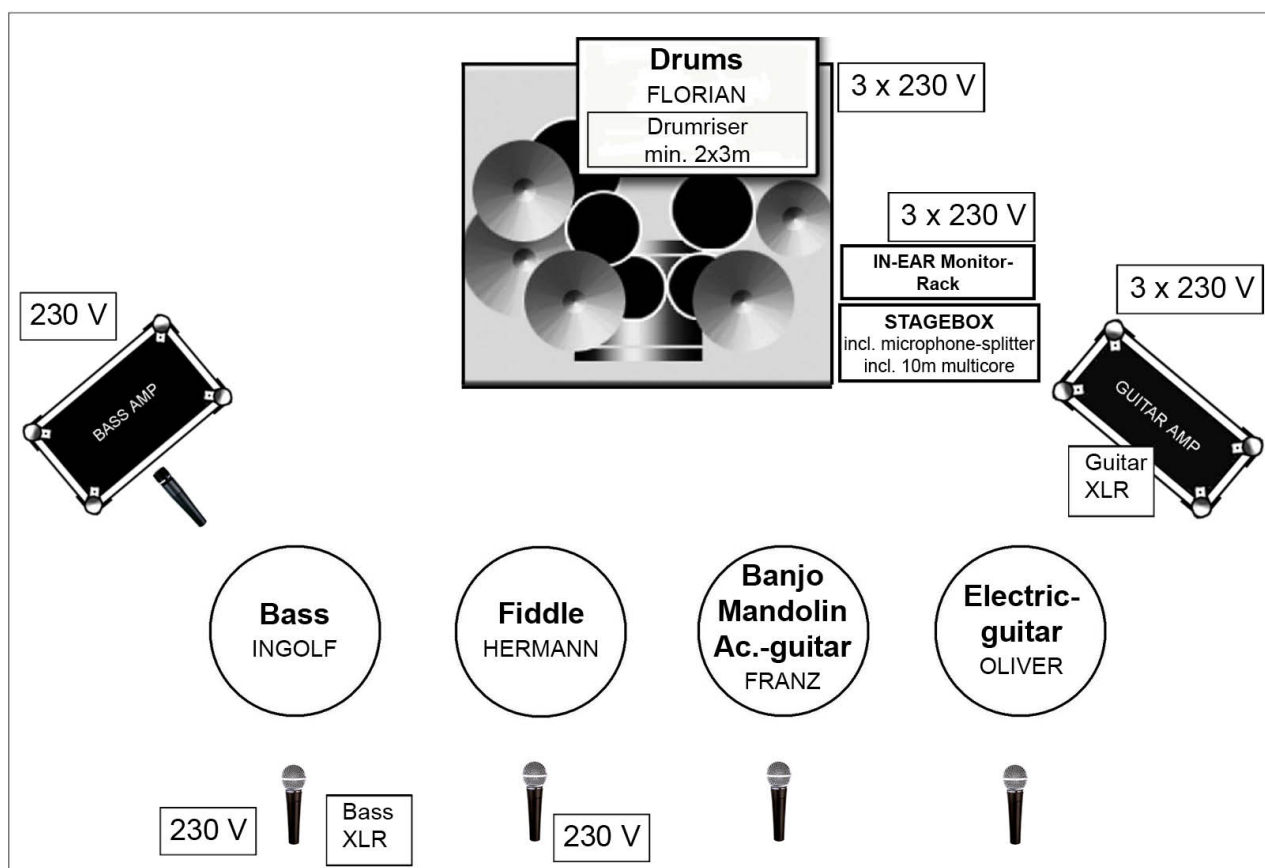 Drums
FLORIAN
Drumriser
min. 2x3m
3 x 230 V
3 x 230 V
IN-EAR Monitor-
Rack
STAGEBOX
incl. microphone-splitter
incl. 10m multicore
230 V
BASS AMP
3 x 230 V
GUITAR AMP
Guitar
XLR
Bass
INGOLF
Fiddle
HERMANN
Banjo
Mandolin
Ac.-guitar
FRANZ
Electric-
guitar
OLIVER
230 V
Bass
XLR
230 V